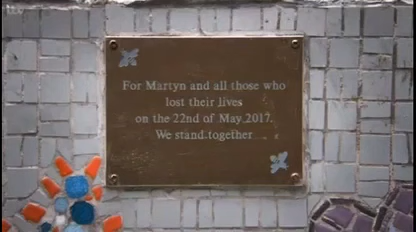 For Martyn and all those who
lost their lives
on the 22nd of May 2017.
We stand together